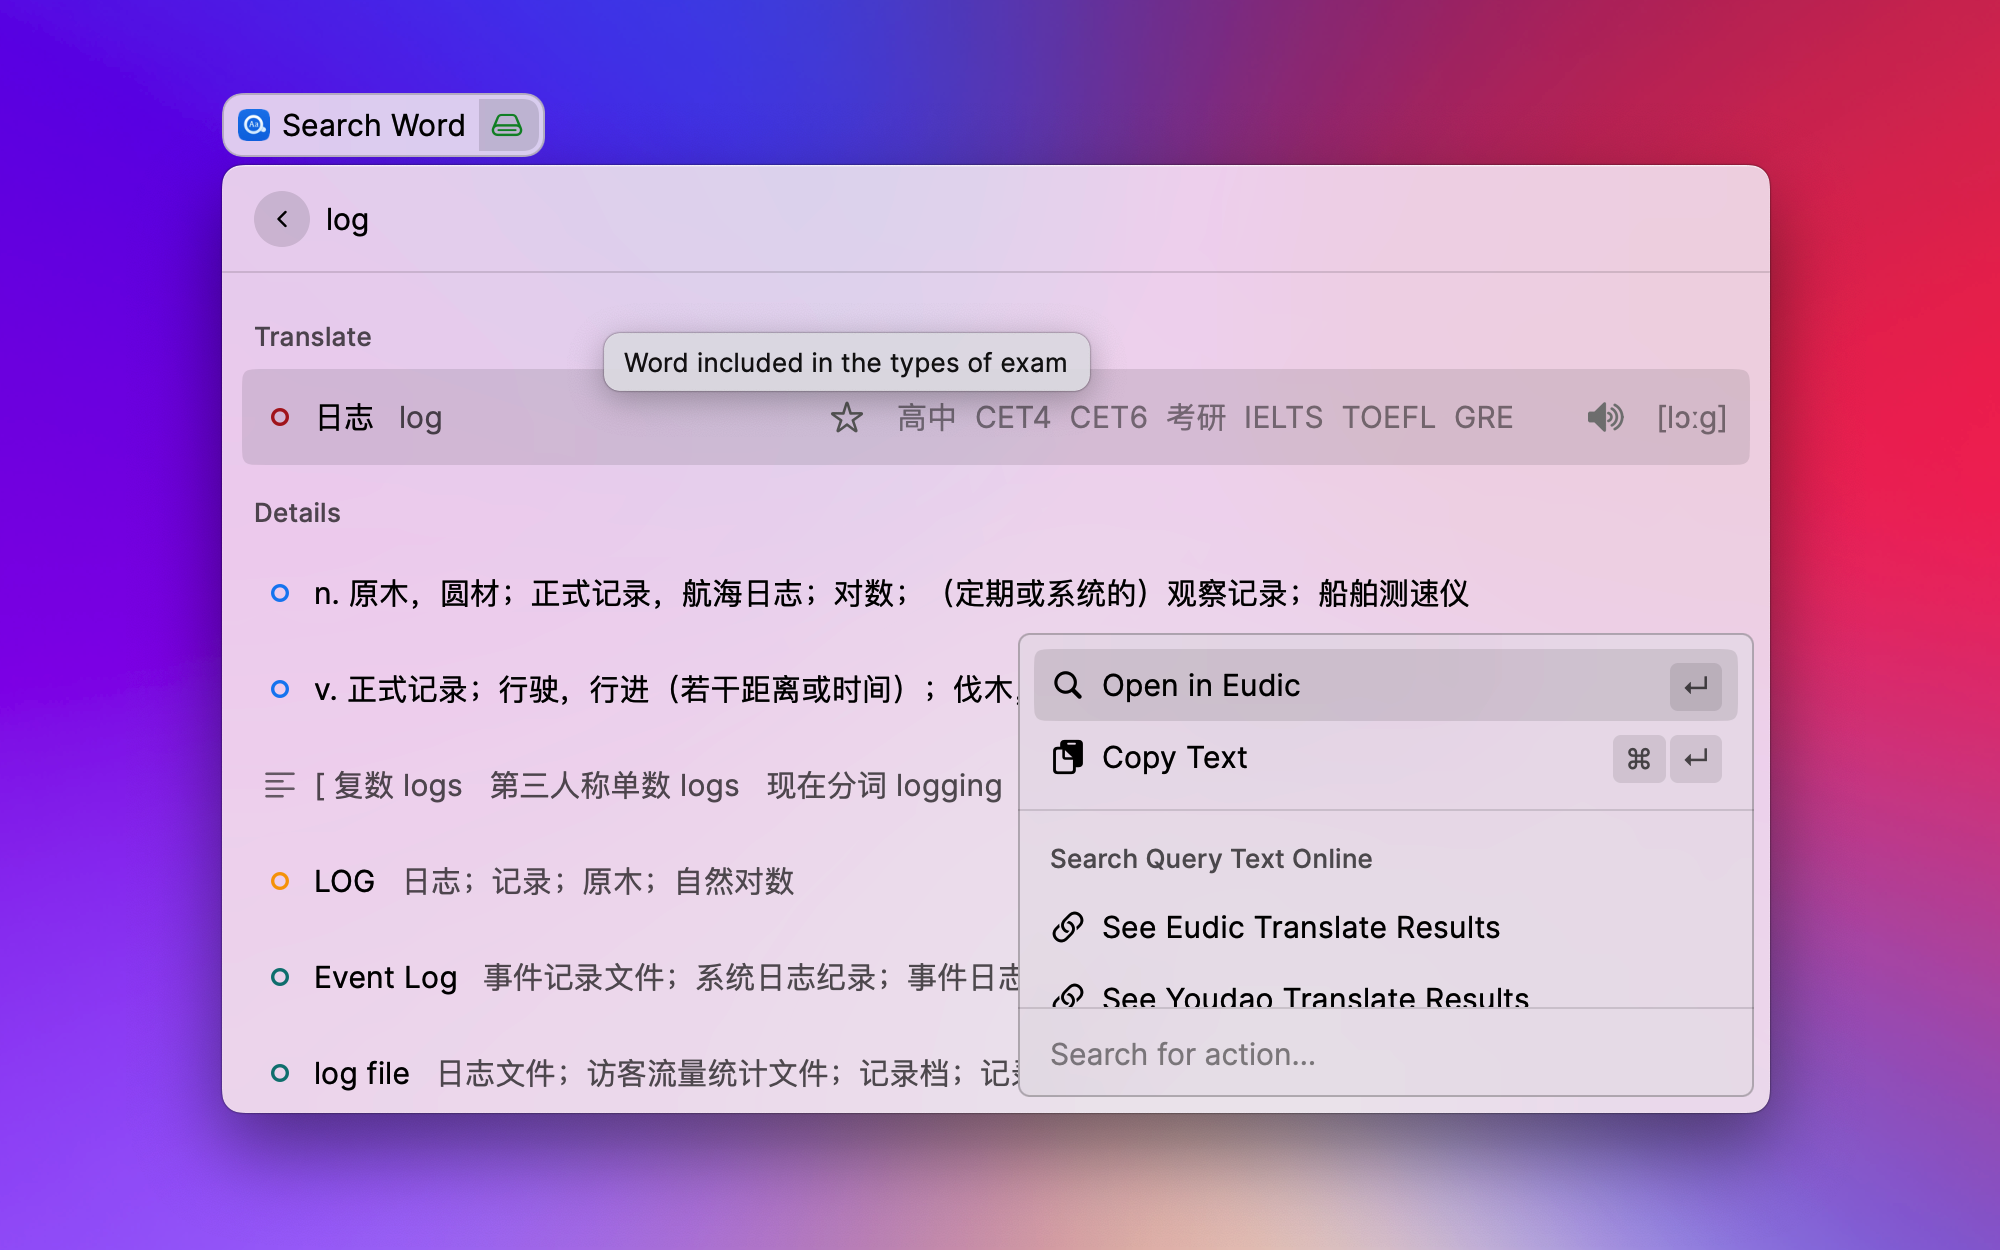 Search Word
log
Translate
Word included in the types of exam
日志 log 高中 CET4 CET6 考研 IELTS TOEFL GRE [lɔːg]
Details
n. 原木，圆材；正式记录，航海日志；对数；（定期或系统的）观察记录；船舶测速仪
v. 正式记录；行驶，行进（若干距离或时间）；伐木，
[ 复数 logs 第三人称单数 logs 现在分词 logging
LOG 日志；记录；原木；自然对数
Event Log 事件记录文件；系统日志纪录；事件日志
log file 日志文件；访客流量统计文件；记录档；记录
Open in Eudic
Copy Text ⌘
Search Query Text Online
See Eudic Translate Results
See Youdao Translate Results
Search for action...